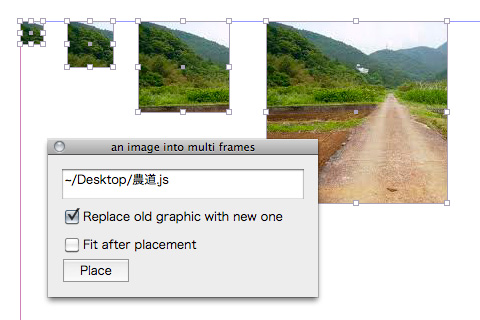 an image into multi frames
~/Desktop/農道.js
Replace old graphic with new one
Fit after placement
Place